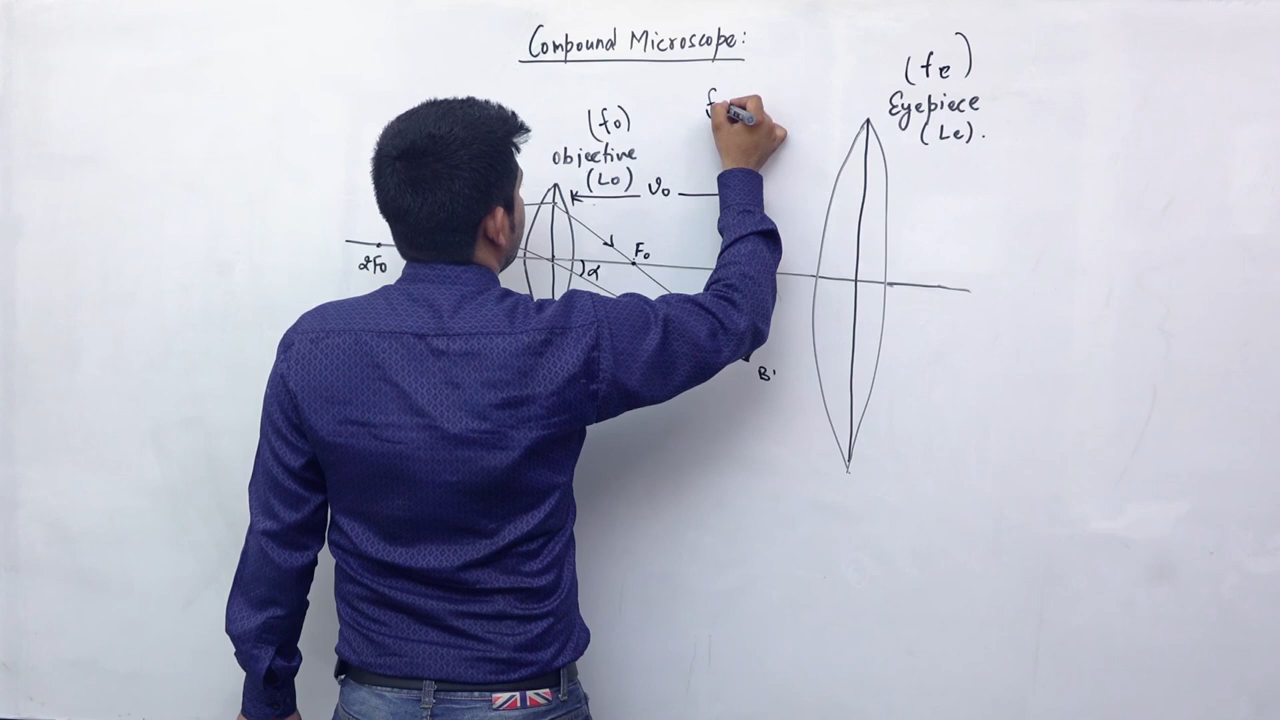 Compound Microscope:
(fe)
Eyepiece
(Le).
f
(fo)
Objective
(Lo)
vo
Fo
α
2Fo
B'